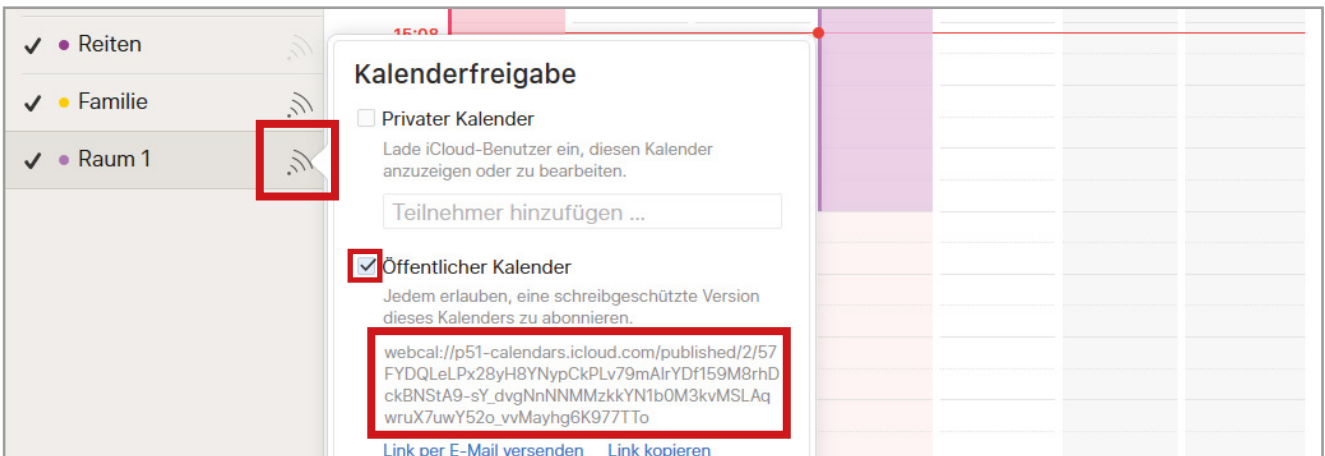 Reiten
Familie
Raum 1
15:08
Kalenderfreigabe
Privater Kalender
Lade iCloud-Benutzer ein, diesen Kalender
anzuzeigen oder zu bearbeiten.
Teilnehmer hinzufügen ...
Öffentlicher Kalender
Jedem erlauben, eine schreibgeschützte Version
dieses Kalenders zu abonnieren.
webcal://p51-calendars.icloud.com/published/2/57
FYDQLeLPx28yH8YNypCkPLv79mAIrYDf159M8rhD
ckBNStA9-sY_dvgNnNNMMzkkYN1b0M3kvMSLAq
wruX7uwY52o_vvMayhg6K977TTo
Link per E-Mail versenden Link kopieren